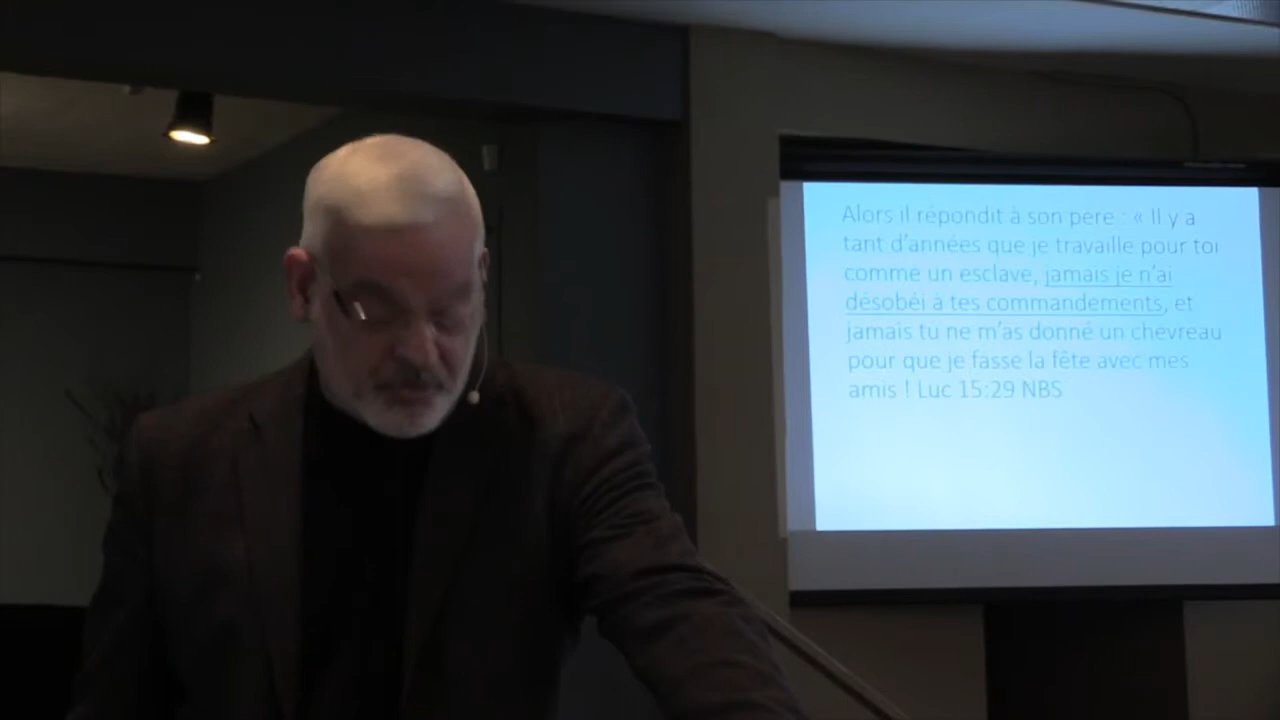 Alors il répondit à son père : « Il y a
tant d'années que je travaille pour toi
comme un esclave, jamais je n'ai
désobéi à tes commandements, et
jamais tu ne m'as donné un chevreau
pour que je fasse la fête avec mes
amis ! Luc 15:29 NBS